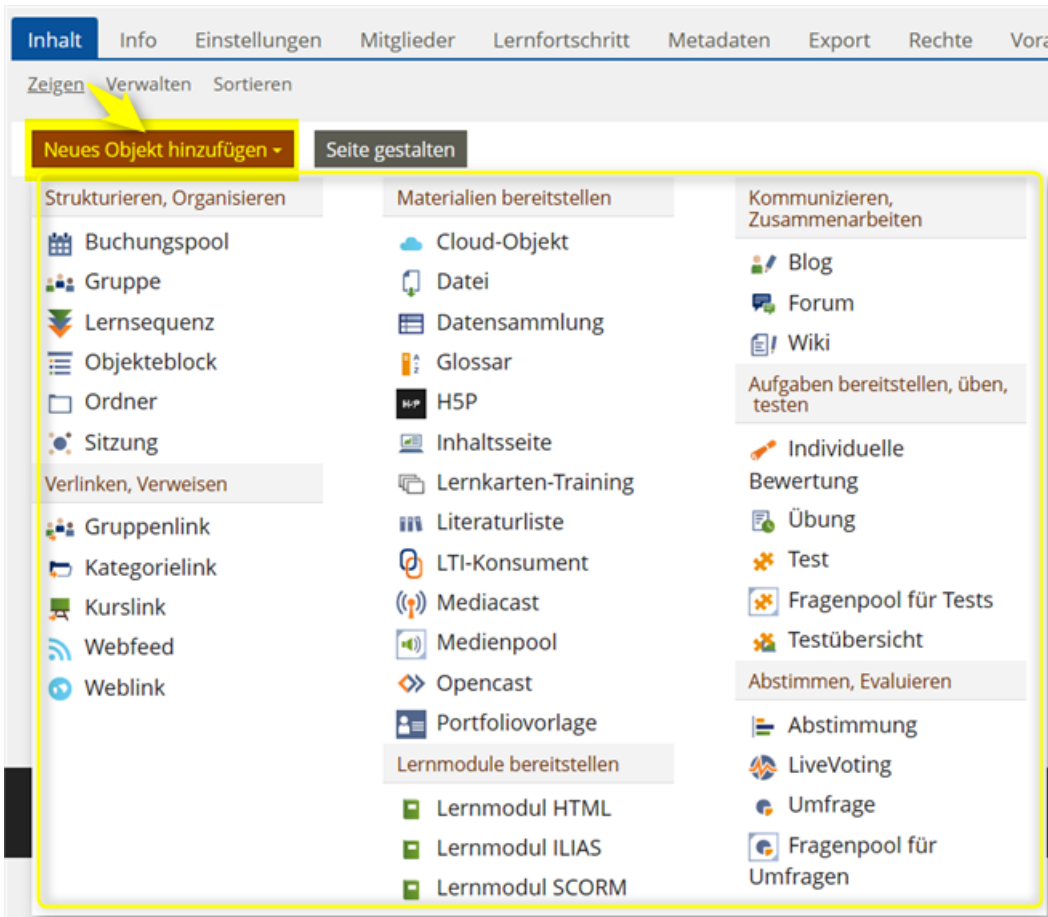 Inhalt Info Einstellungen Mitglieder Lernfortschritt Metadaten Export Rechte
Zeigen Verwalten Sortieren
Neues Objekt hinzufügen Seite gestalten
Strukturieren, Organisieren
Buchungspool
Gruppe
Lernsequenz
Objekteblock
Ordner
Sitzung
Verlinken, Verweisen
Gruppenlink
Kategorielink
Kurslink
Webfeed
Weblink
Materialien bereitstellen
Cloud-Objekt
Datei
Datensammlung
A-Z Glossar
H-P H5P
Inhaltsseite
Lernkarten-Training
Literaturliste
LTI-Konsument
Mediacast
Medienpool
Opencast
Portfoliovorlage
Lernmodule bereitstellen
Lernmodul HTML
Lernmodul ILIAS
Lernmodul SCORM
Kommunizieren,
Zusammenarbeiten
Blog
Forum
Wiki
Aufgaben bereitstellen, üben,
testen
Individuelle
Bewertung
Übung
Test
Fragenpool für Tests
Testübersicht
Abstimmen, Evaluieren
Abstimmung
LiveVoting
Umfrage
Fragenpool für
Umfragen